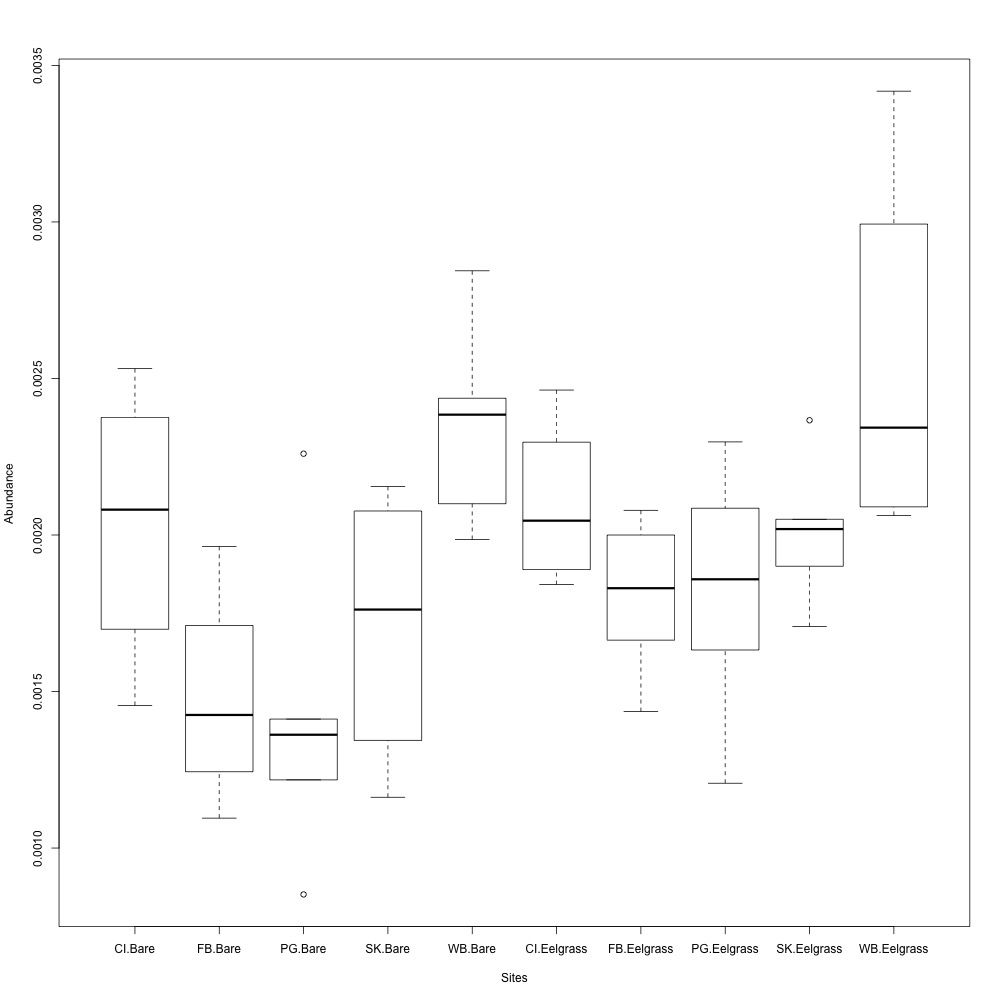 Abundance
0.0035
0.0030
0.0025
0.0020
0.0015
0.0010
CI.Bare FB.Bare PG.Bare SK.Bare WB.Bare CI.Eelgrass FB.Eelgrass PG.Eelgrass SK.Eelgrass WB.Eelgrass
Sites